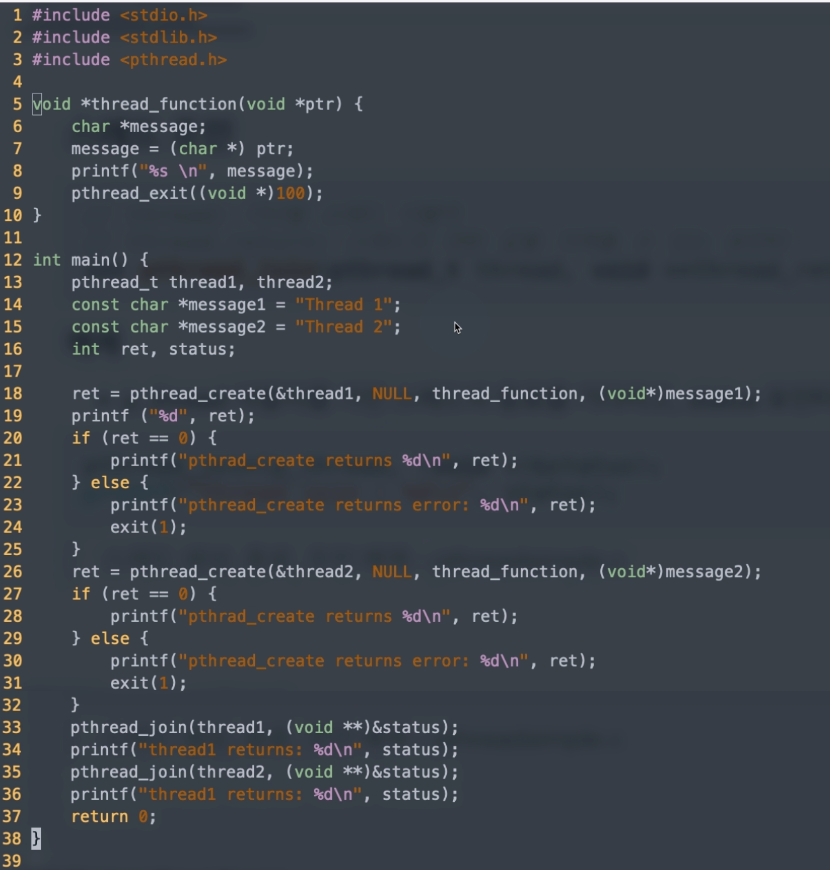 1 #include <stdio.h>
2 #include <stdlib.h>
3 #include <pthread.h>
4
5 void *thread_function(void *ptr) {
6     char *message;
7     message = (char *) ptr;
8     printf("%s \n", message);
9     pthread_exit((void *)100);
10 }
11
12 int main() {
13     pthread_t thread1, thread2;
14     const char *message1 = "Thread 1";
15     const char *message2 = "Thread 2";
16     int  ret, status;
17
18     ret = pthread_create(&thread1, NULL, thread_function, (void*)message1);
19     printf ("%d", ret);
20     if (ret == 0) {
21         printf("pthrad_create returns %d\n", ret);
22     } else {
23         printf("pthread_create returns error: %d\n", ret);
24         exit(1);
25     }
26     ret = pthread_create(&thread2, NULL, thread_function, (void*)message2);
27     if (ret == 0) {
28         printf("pthrad_create returns %d\n", ret);
29     } else {
30         printf("pthread_create returns error: %d\n", ret);
31         exit(1);
32     }
33     pthread_join(thread1, (void **)&status);
34     printf("thread1 returns: %d\n", status);
35     pthread_join(thread2, (void **)&status);
36     printf("thread1 returns: %d\n", status);
37     return 0;
38 }
39